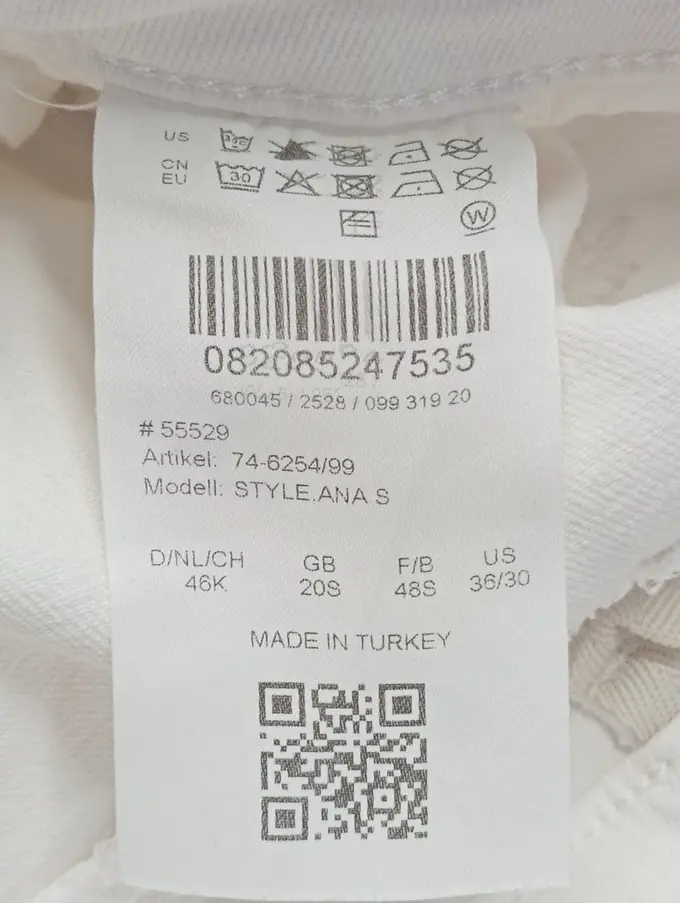 US
CN
EU
30
W
082085247535
680045 / 2528 / 099 319 20
# 55529
Artikel: 74-6254/99
Modell: STYLE.ANA S
D/NL/CH GB F/B US
46K 20S 48S 36/30
MADE IN TURKEY